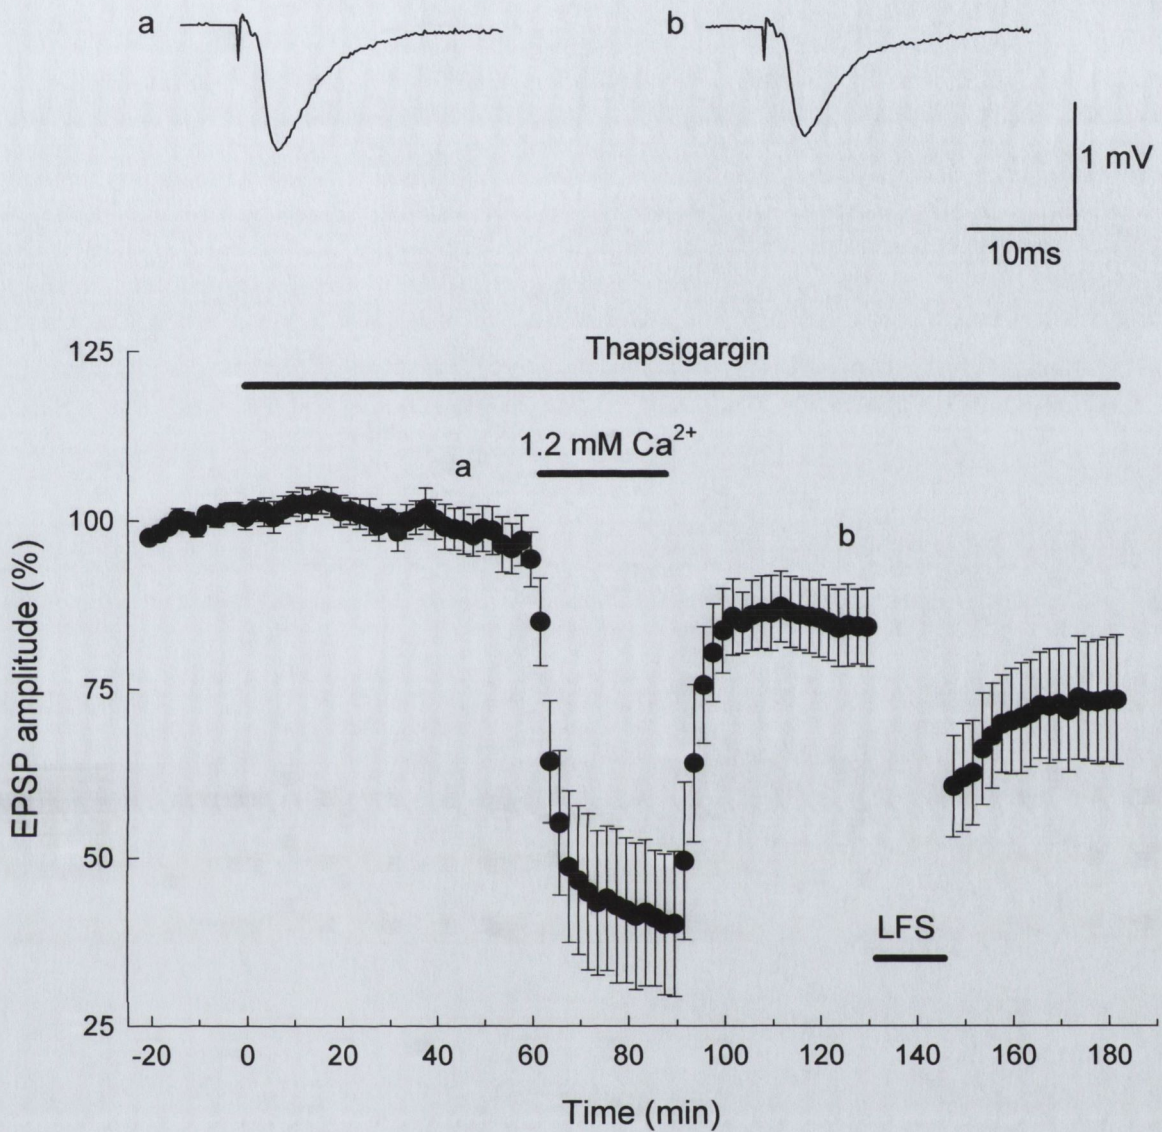 a
b
1 mV
10ms
125
Thapsigargin
1.2 mM Ca²⁺
a
100
b
75
50
LFS
25
EPSP amplitude (%)
-20 0 20 40 60 80 100 120 140 160 180
Time (min)